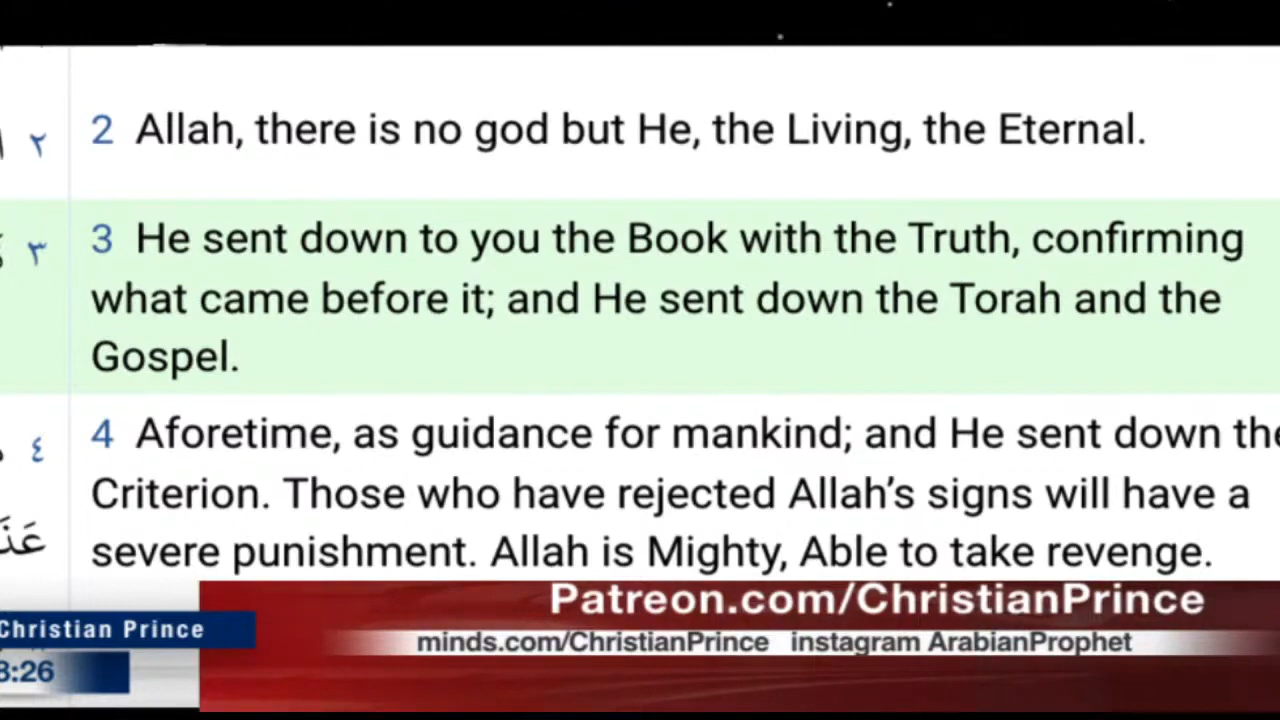 2 Allah, there is no god but He, the Living, the Eternal.
٢
3 He sent down to you the Book with the Truth, confirming
٣
what came before it; and He sent down the Torah and the
Gospel.
4 Aforetime, as guidance for mankind; and He sent down the
٤
Criterion. Those who have rejected Allah’s signs will have a
severe punishment. Allah is Mighty, Able to take revenge.
Patreon.com/ChristianPrince
Christian Prince
minds.com/ChristianPrince instagram ArabianProphet
8:26